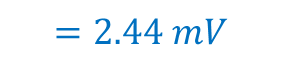 = 2.44 mV